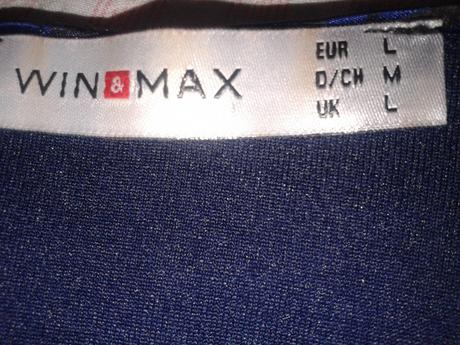 WIN & MAX
EUR L
D/CH M
UK L